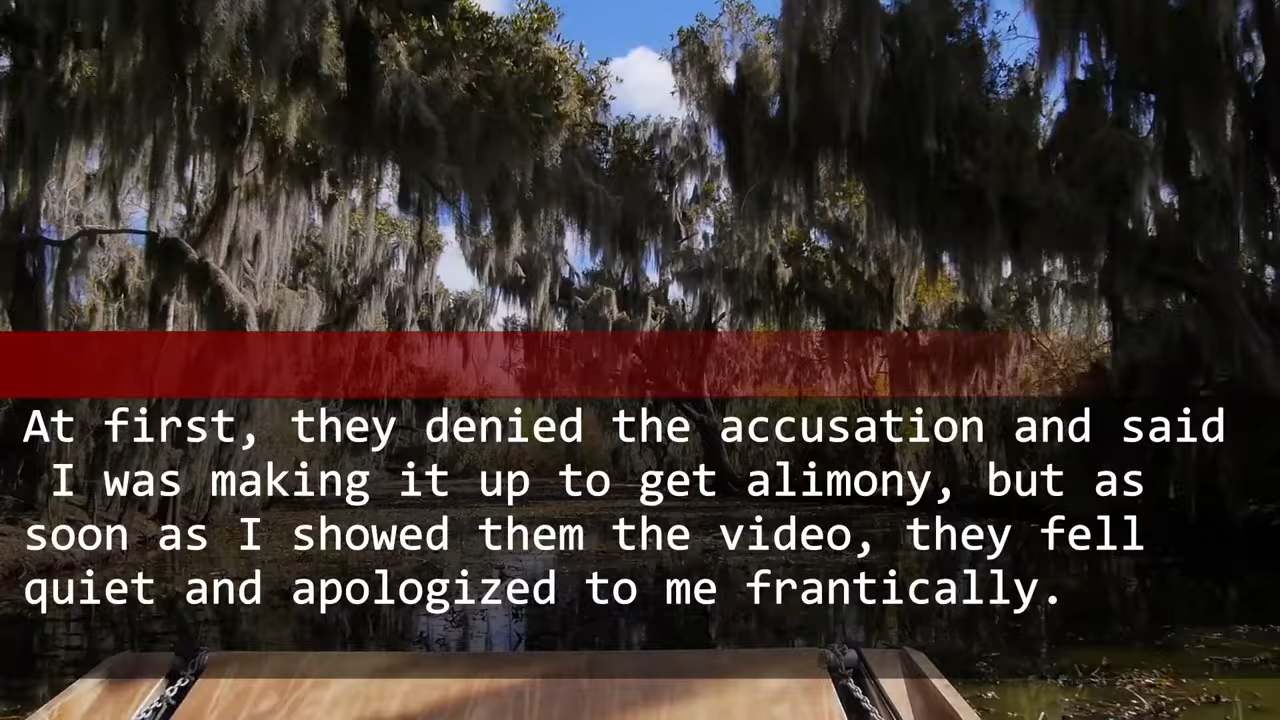 At first, they denied the accusation and said
I was making it up to get alimony, but as
soon as I showed them the video, they fell
quiet and apologized to me frantically.